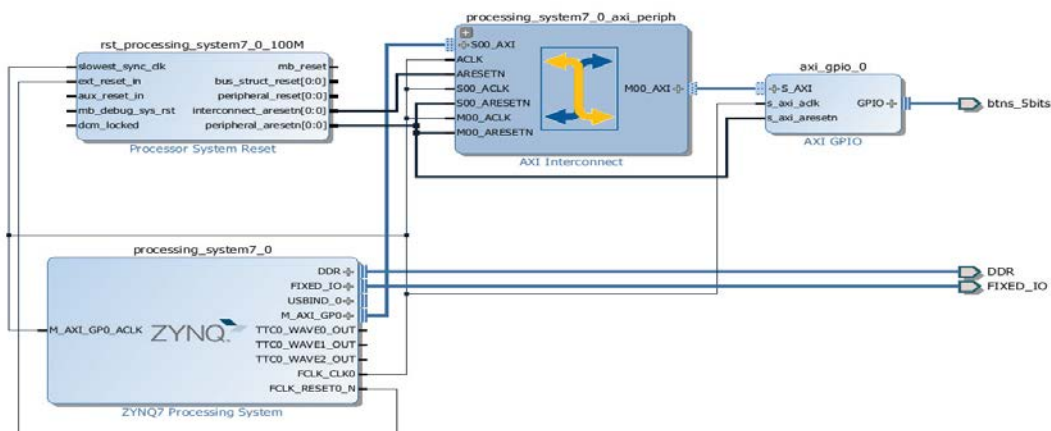 rst_processing_system7_0_100M
slowest_sync_clk
ext_reset_in
aux_reset_in
mb_debug_sys_rst
dcm_locked
mb_reset
bus_struct_reset[0:0]
peripheral_reset[0:0]
interconnect_aresetn[0:0]
peripheral_aresetn[0:0]
Processor System Reset
processing_system7_0_axi_periph
S00_AXI
ACLK
ARESETN
S00_ACLK
S00_ARESETN
M00_ACLK
M00_ARESETN
M00_AXI
AXI Interconnect
axi_gpio_0
S_AXI
s_axi_aclk
s_axi_aresetn
GPIO
AXI GPIO
btns_5bits
processing_system7_0
M_AXI_GP0_ACLK
ZYNQ
DDR
FIXED_IO
USBIND_0
M_AXI_GP0
TTC0_WAVE0_OUT
TTC0_WAVE1_OUT
TTC0_WAVE2_OUT
FCLK_CLK0
FCLK_RESET0_N
ZYNQ7 Processing System
DDR
FIXED_IO